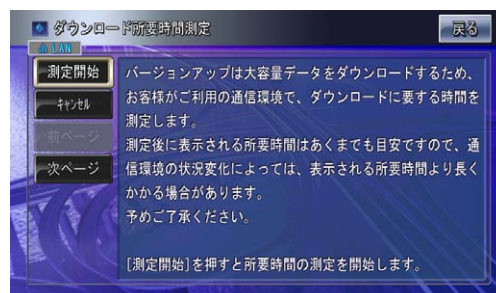 ダウンロード所要時間測定
戻る
LAN
測定開始
キャンセル
前ページ
次ページ
バージョンアップは大容量データをダウンロードするため、
お客様がご利用の通信環境で、ダウンロードに要する時間を
測定します。
測定後に表示される所要時間はあくまでも目安ですので、通
信環境の状況変化によっては、表示される所要時間より長く
かかる場合があります。
予めご了承ください。
[測定開始]を押すと所要時間の測定を開始します。